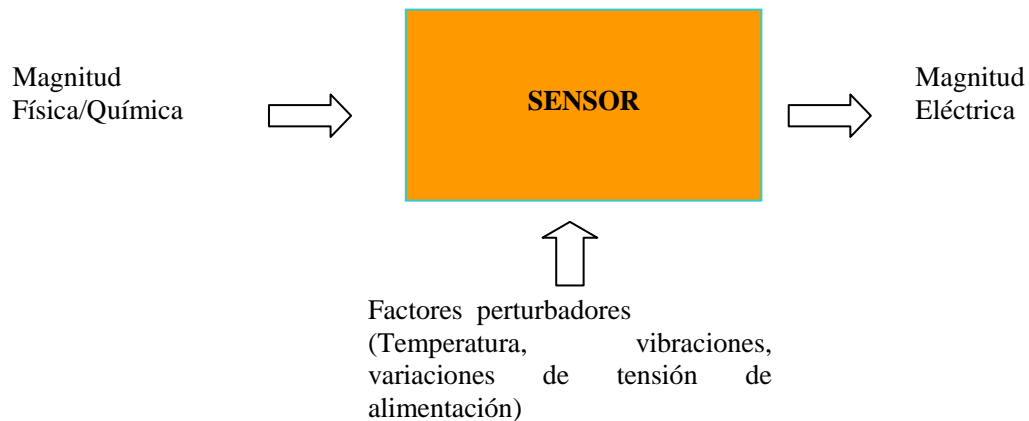 Magnitud
Física/Química
SENSOR
Magnitud
Eléctrica
Factores perturbadores
(Temperatura, vibraciones,
variaciones de tensión de
alimentación)